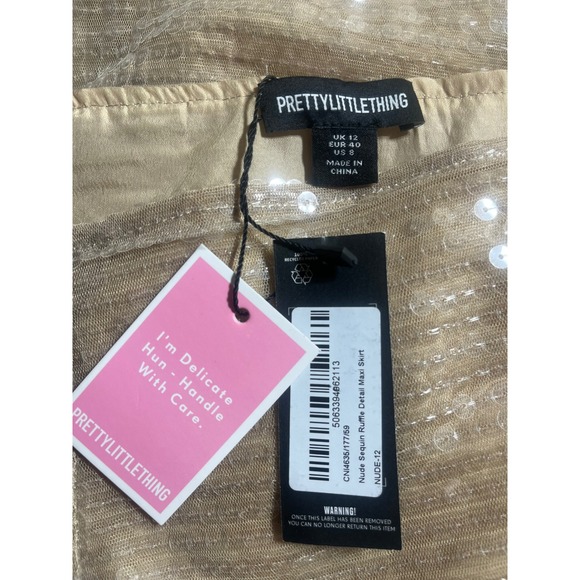 PRETTYLITTLETHING
UK 12
EUR 40
US 8
MADE IN
CHINA
I'm Delicate
Hun - Handle
With Care.
PRETTYLITTLETHING
5063394962113
CNI4635/177/59
Nude Sequin Ruffle Detail Maxi Skirt
NUDE-12
WARNING!
ONCE THIS LABEL HAS BEEN REMOVED
YOU CAN NO LONGER RETURN THIS ITEM